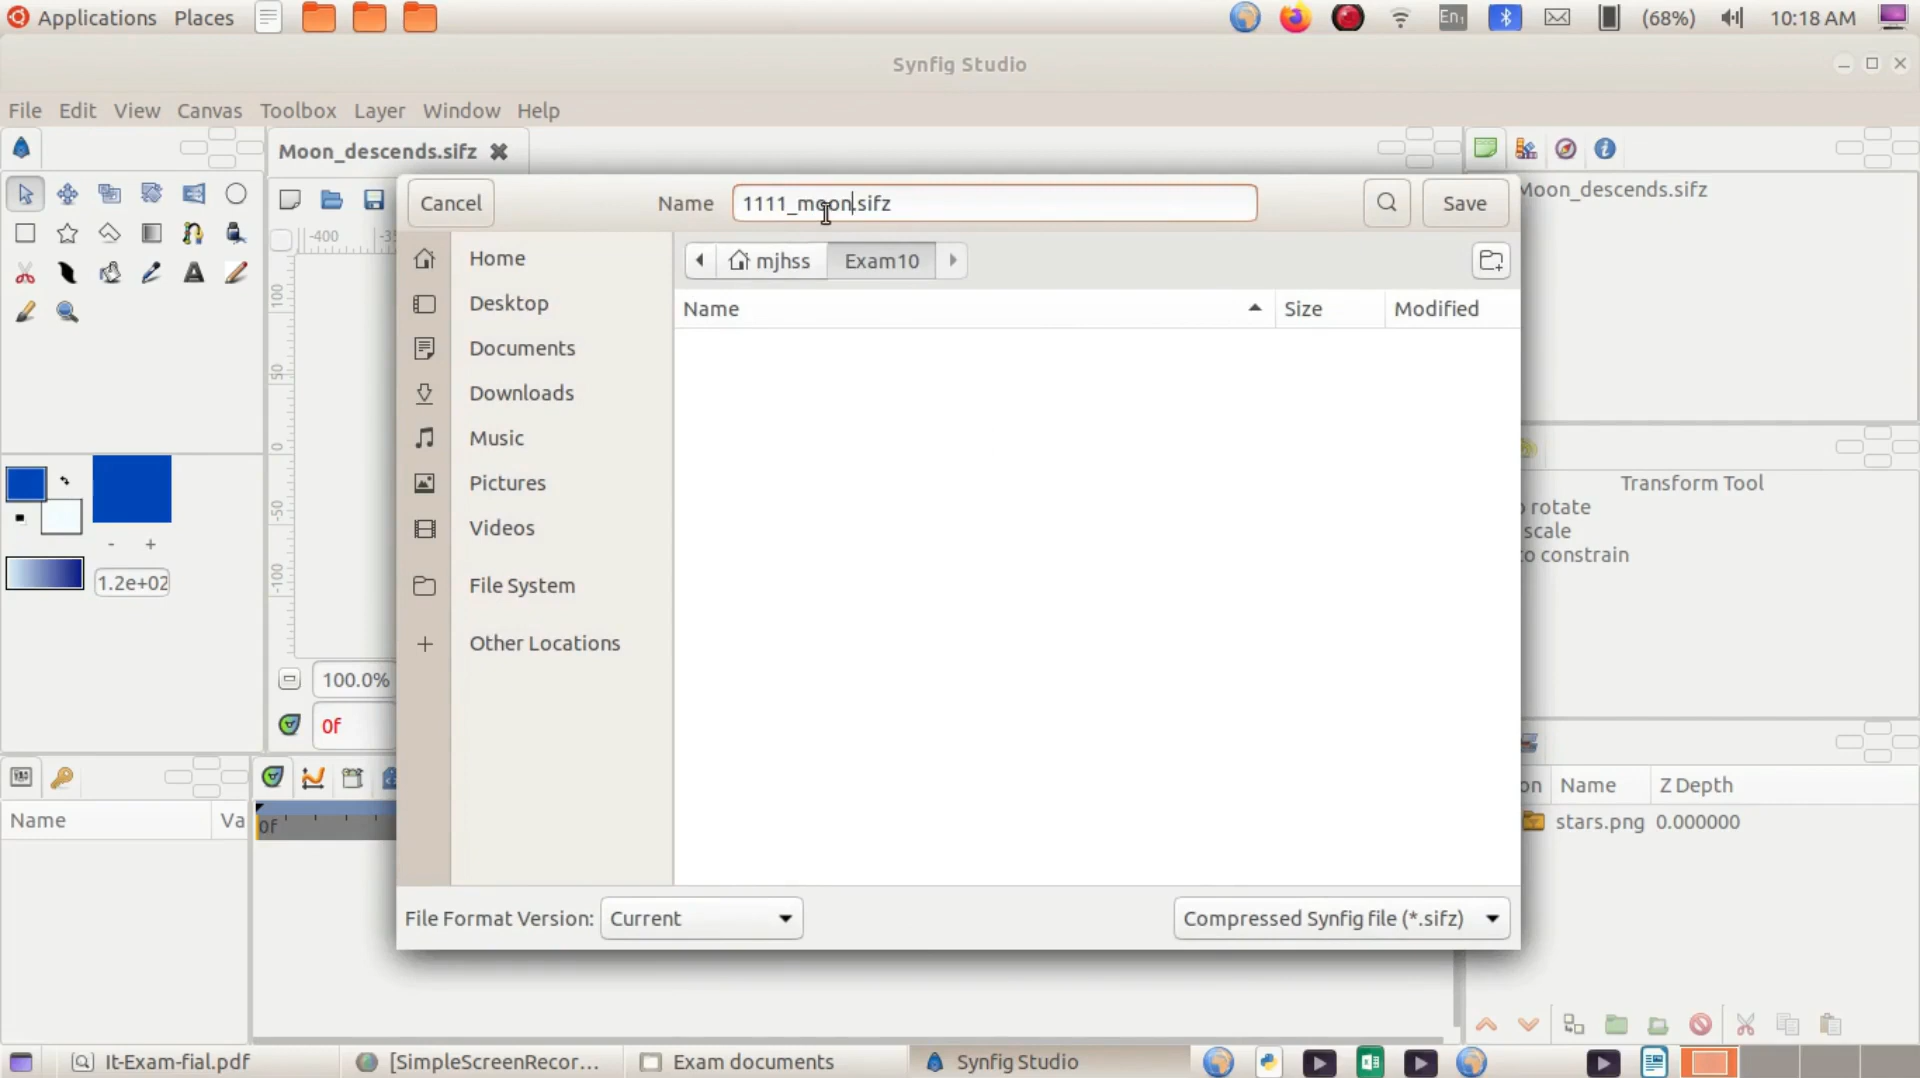 Applications Places En₁ (68%) 10:18 AM
Synfig Studio
File Edit View Canvas Toolbox Layer Window Help
Moon_descends.sifz
Cancel Name 1111_moon.sifz Save
Moon_descends.sifz
-400
mjhss Exam10
Home
Desktop
Documents
Downloads
Music
Pictures
Videos
File System
Other Locations
Name Size Modified
100
50
0
-50
-100
Transform Tool
o rotate
scale
to constrain
- +
1.2e+02
100.0%
0f
Name Va
0f
on Name Z Depth
stars.png 0.000000
File Format Version: Current Compressed Synfig file (*.sifz)
It-Exam-fial.pdf [SimpleScreenRecor... Exam documents Synfig Studio